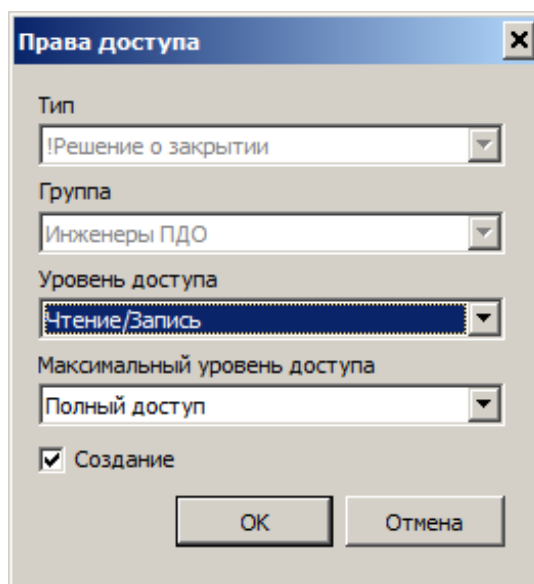 Права доступа
Тип
!Решение о закрытии
Группа
Инженеры ПДО
Уровень доступа
Чтение/Запись
Максимальный уровень доступа
Полный доступ
Создание
OK Отмена